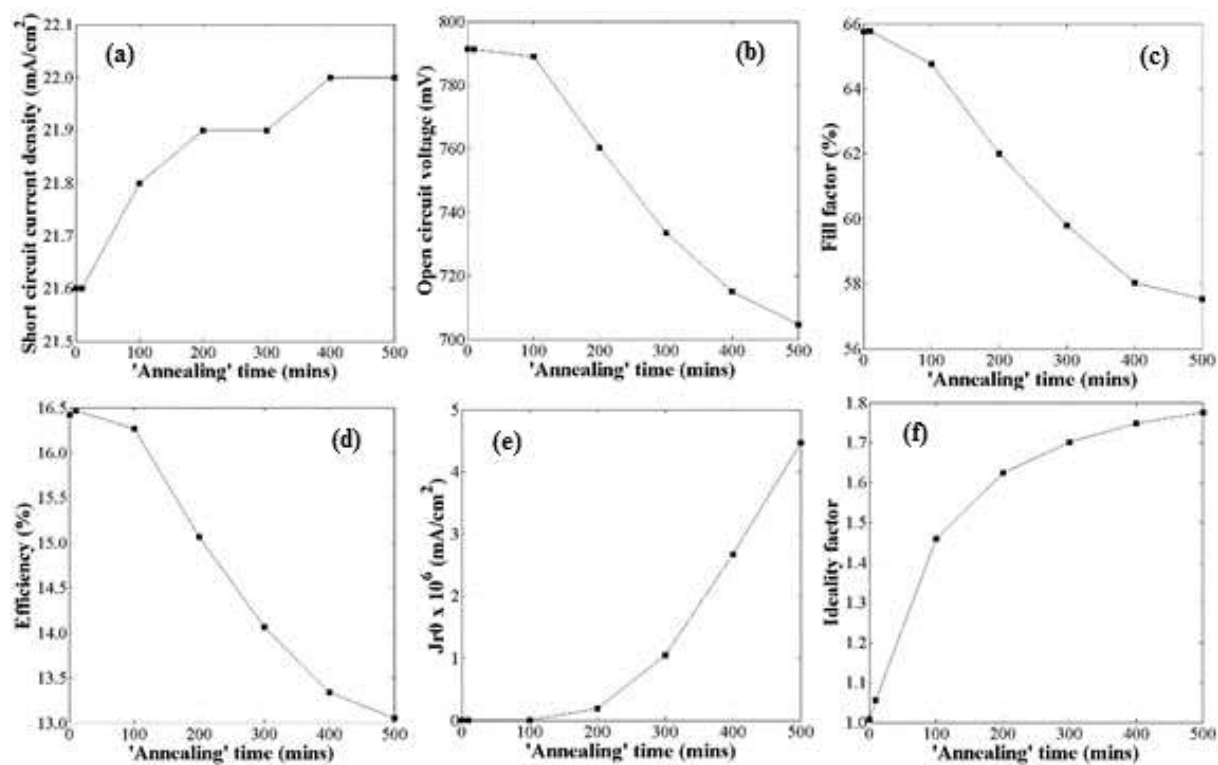 (a)
Short circuit current density (mA/cm²)
22.1
22.0
21.9
21.8
21.7
21.6
21.5
0 100 200 300 400 500
'Annealing' time (mins)
(b)
Open circuit voltage (mV)
800
780
760
740
720
700
0 100 200 300 400 500
'Annealing' time (mins)
(c)
Fill factor (%)
66
64
62
60
58
56
0 100 200 300 400 500
'Annealing' time (mins)
(d)
Efficiency (%)
16.5
16.0
15.5
15.0
14.5
14.0
13.5
13.0
0 100 200 300 400 500
'Annealing' time (mins)
(e)
Jr0 x 10⁶ (mA/cm²)
5
4
3
2
1
0
0 100 200 300 400 500
'Annealing' time (mins)
(f)
Ideality factor
1.8
1.7
1.6
1.5
1.4
1.3
1.2
1.1
1.0
0 100 200 300 400 500
'Annealing' time (mins)